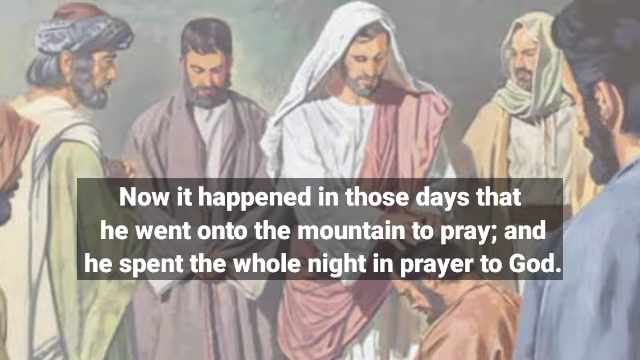 Now it happened in those days that
he went onto the mountain to pray; and
he spent the whole night in prayer to God.